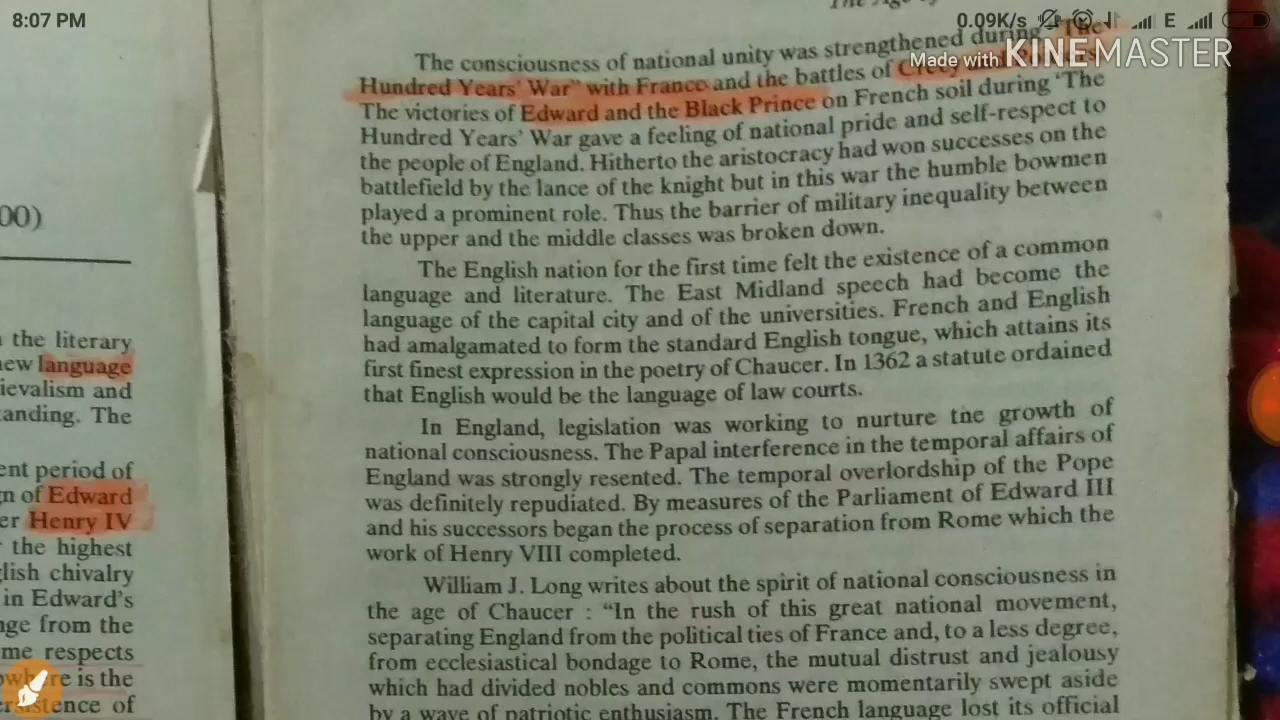 8:07 PM
0.09K/s
E
Made with KINEMASTER
The Age
The consciousness of national unity was strengthened during "The
Hundred Years' War" with France and the battles of
The victories of Edward and the Black Prince on French soil during 'The
Hundred Years' War gave a feeling of national pride and self-respect to
the people of England. Hitherto the aristocracy had won successes on the
battlefield by the lance of the knight but in this war the humble bowmen
played a prominent role. Thus the barrier of military inequality between
the upper and the middle classes was broken down.
The English nation for the first time felt the existence of a common
language and literature. The East Midland speech had become the
language of the capital city and of the universities. French and English
had amalgamated to form the standard English tongue, which attains its
first finest expression in the poetry of Chaucer. In 1362 a statute ordained
that English would be the language of law courts.
In England, legislation was working to nurture the growth of
national consciousness. The Papal interference in the temporal affairs of
England was strongly resented. The temporal overlordship of the Pope
was definitely repudiated. By measures of the Parliament of Edward III
and his successors began the process of separation from Rome which the
work of Henry VIII completed.
William J. Long writes about the spirit of national consciousness in
the age of Chaucer : "In the rush of this great national movement,
separating England from the political ties of France and, to a less degree,
from ecclesiastical bondage to Rome, the mutual distrust and jealousy
which had divided nobles and commons were momentarily swept aside
by a wave of patriotic enthusiasm. The French language lost its official
00)
the literary
language
and
The
period of
of Edward
Henry IV
the highest
chivalry
in Edward's
from the
respects
is the
of